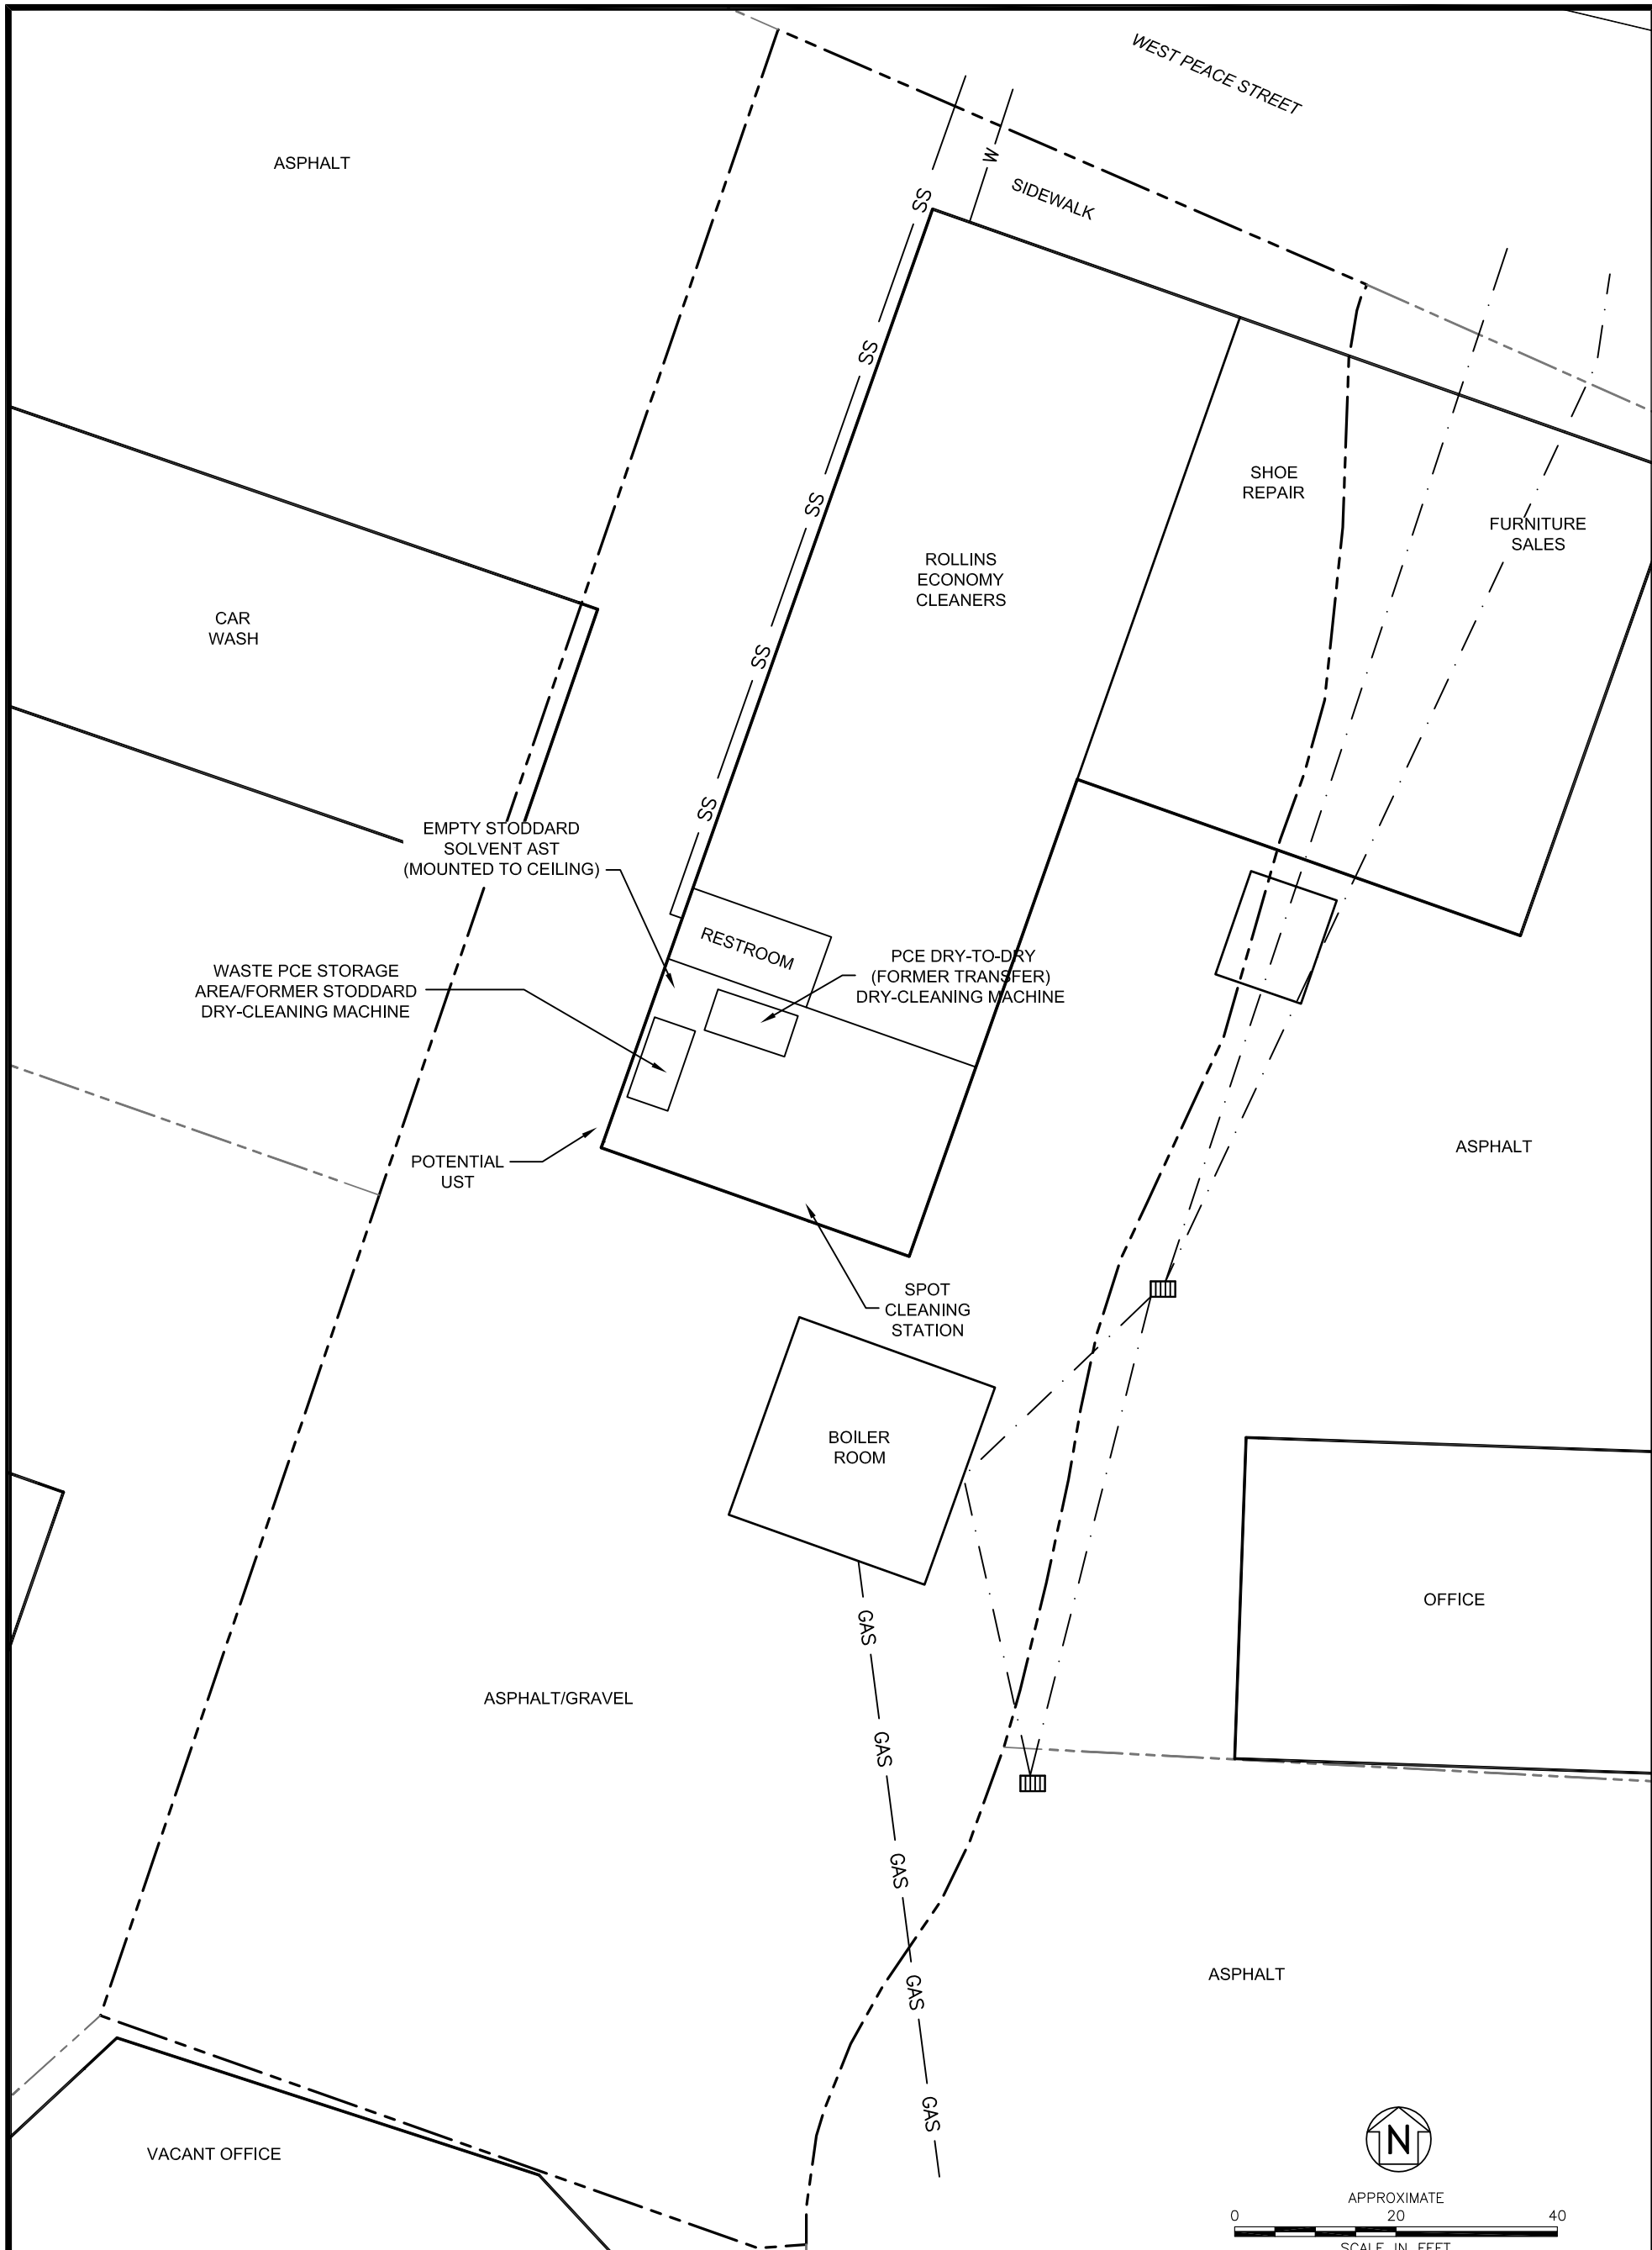 WEST PEACE STREET
ASPHALT
W
SIDEWALK
SS
SS
SHOE
REPAIR
SS
FURNITURE
SALES
ROLLINS
ECONOMY
CLEANERS
CAR
WASH
SS
SS
EMPTY STODDARD
SOLVENT AST
(MOUNTED TO CEILING)
RESTROOM
PCE DRY-TO-DRY
(FORMER TRANSFER)
DRY-CLEANING MACHINE
WASTE PCE STORAGE
AREA/FORMER STODDARD
DRY-CLEANING MACHINE
ASPHALT
POTENTIAL
UST
SPOT
CLEANING
STATION
BOILER
ROOM
OFFICE
GAS
ASPHALT/GRAVEL
GAS
GAS
ASPHALT
GAS
GAS
N
VACANT OFFICE
APPROXIMATE
0 20 40
SCALE IN FEET